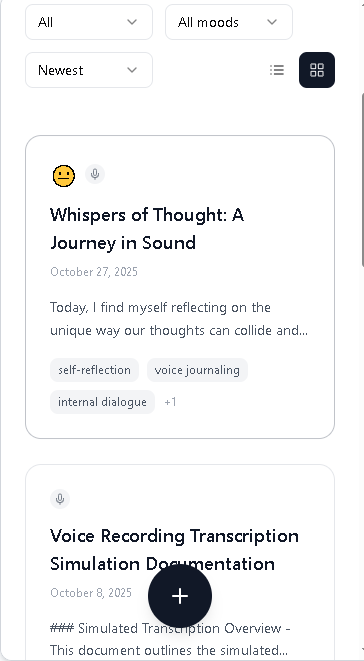 All
All moods
Newest
Whispers of Thought: A
Journey in Sound
October 27, 2025
Today, I find myself reflecting on the
unique way our thoughts can collide and...
self-reflection
voice journaling
internal dialogue
+1
Voice Recording Transcription
Simulation Documentation
October 8, 2025
### Simulated Transcription Overview -
This document outlines the simulated...